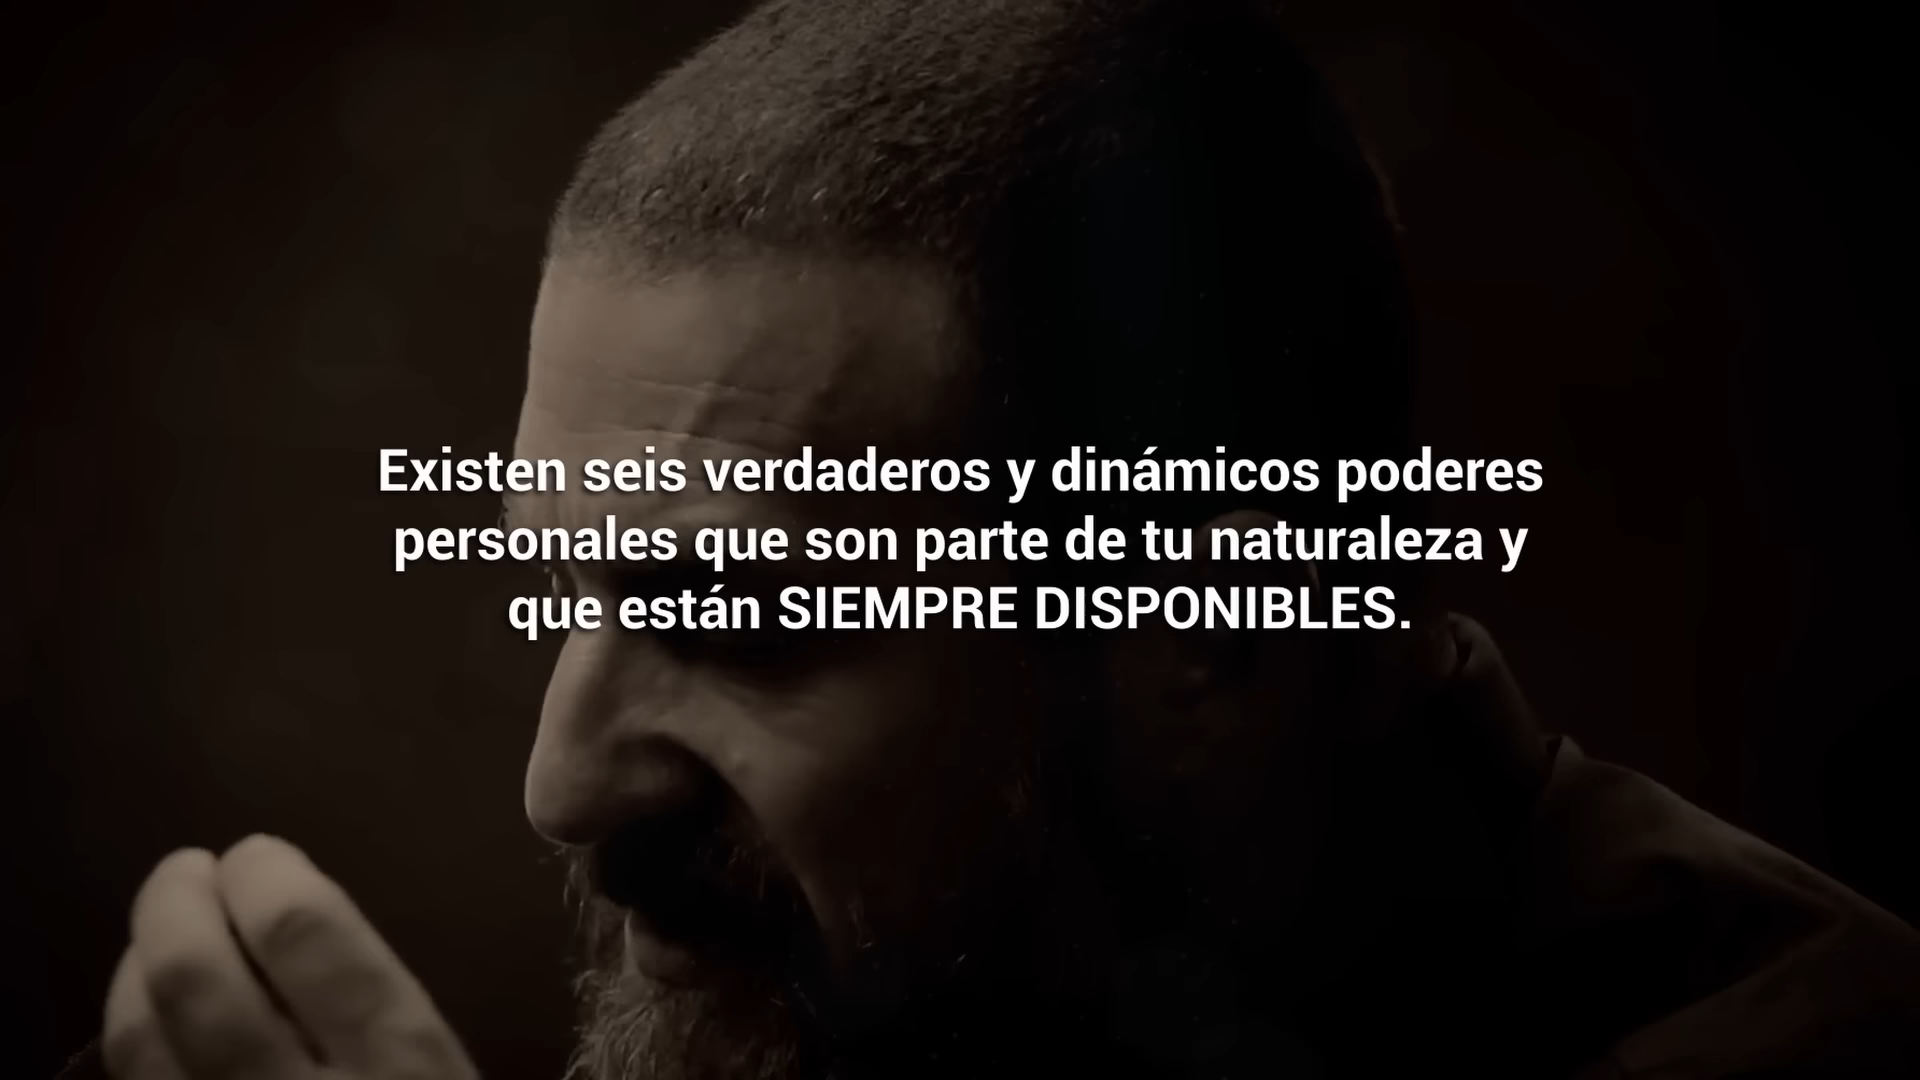 Existen seis verdaderos y dinámicos poderes
personales que son parte de tu naturaleza y
que están SIEMPRE DISPONIBLES.